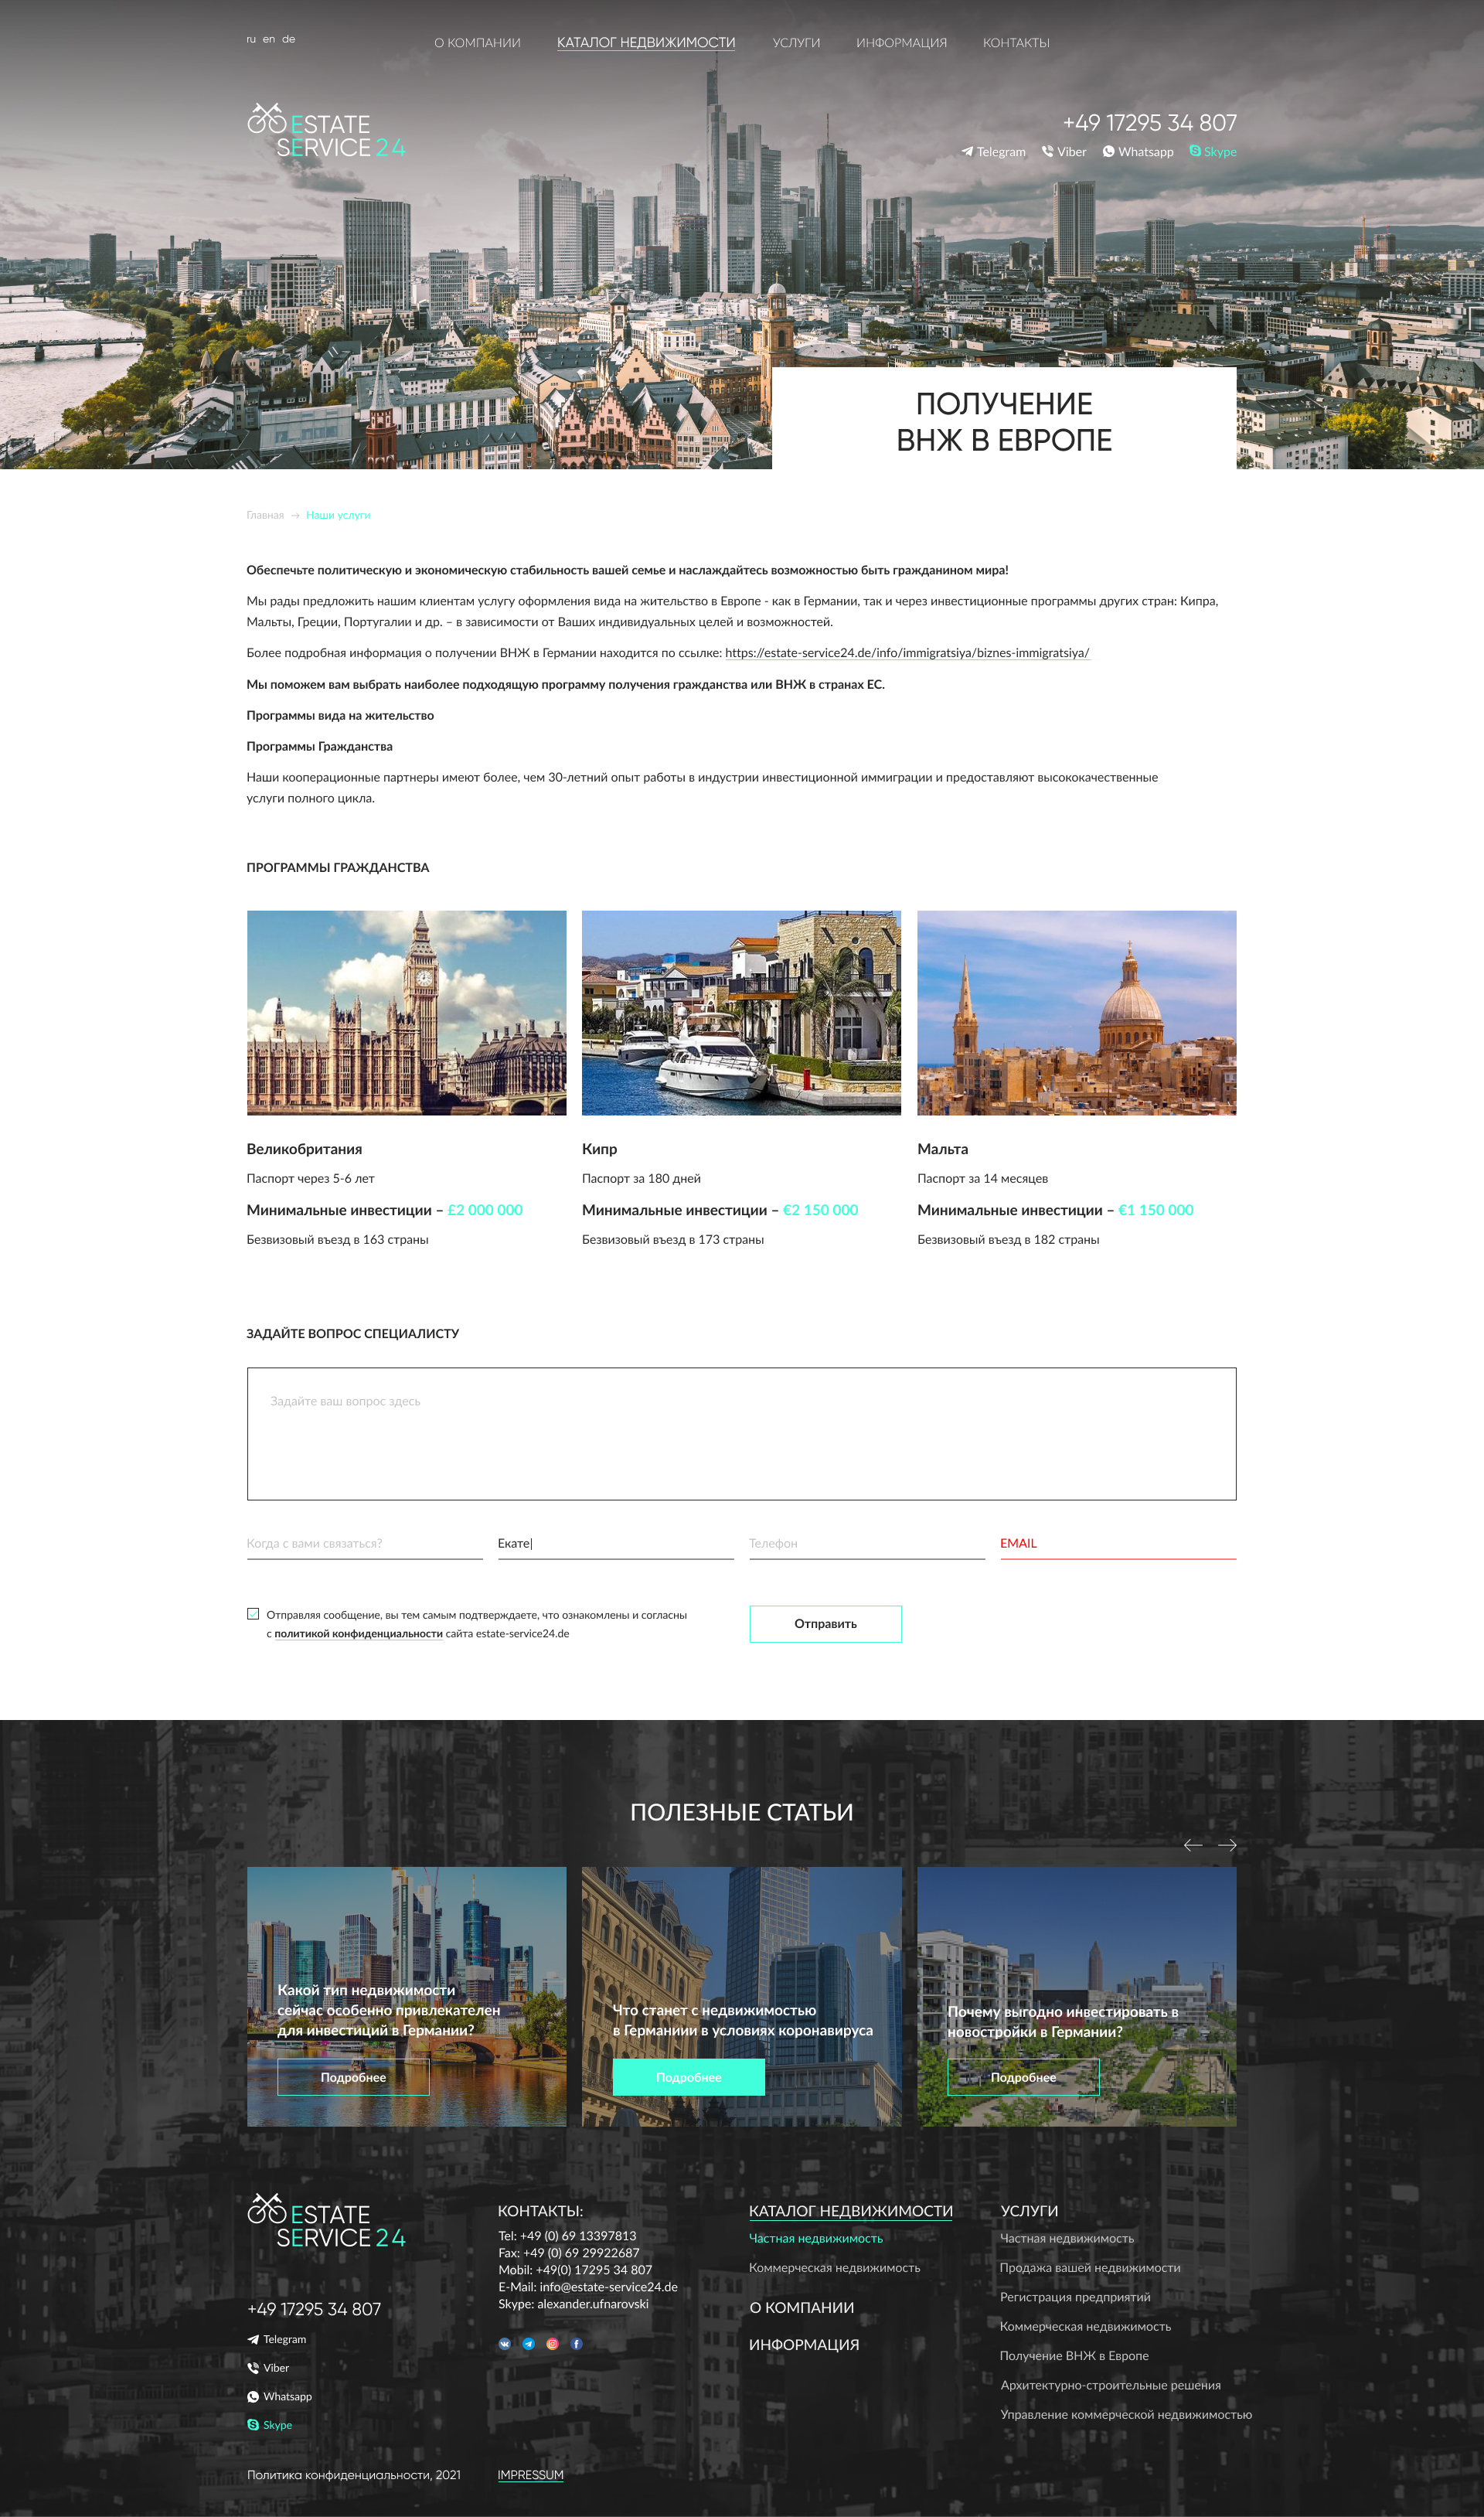 ru en de
О КОМПАНИИ КАТАЛОГ НЕДВИЖИМОСТИ УСЛУГИ ИНФОРМАЦИЯ КОНТАКТЫ
ESTATE
SERVICE 24
+49 17295 34 807
Telegram Viber Whatsapp Skype
ПОЛУЧЕНИЕ
ВНЖ В ЕВРОПЕ
Главная → Наши услуги
Обеспечьте политическую и экономическую стабильность вашей семье и наслаждайтесь возможностью быть гражданином мира!
Мы рады предложить нашим клиентам услугу оформления вида на жительство в Европе - как в Германии, так и через инвестиционные программы других стран: Кипра,
Мальты, Греции, Португалии и др. – в зависимости от Ваших индивидуальных целей и возможностей.
Более подробная информация о получении ВНЖ в Германии находится по ссылке: https://estate-service24.de/info/immigratsiya/biznes-immigratsiya/
Мы поможем вам выбрать наиболее подходящую программу получения гражданства или ВНЖ в странах ЕС.
Программы вида на жительство
Программы Гражданства
Наши кооперационные партнеры имеют более, чем 30-летний опыт работы в индустрии инвестиционной иммиграции и предоставляют высококачественные
услуги полного цикла.
ПРОГРАММЫ ГРАЖДАНСТВА
Великобритания
Паспорт через 5-6 лет
Минимальные инвестиции – £2 000 000
Безвизовый въезд в 163 страны
Кипр
Паспорт за 180 дней
Минимальные инвестиции – €2 150 000
Безвизовый въезд в 173 страны
Мальта
Паспорт за 14 месяцев
Минимальные инвестиции – €1 150 000
Безвизовый въезд в 182 страны
ЗАДАЙТЕ ВОПРОС СПЕЦИАЛИСТУ
Задайте ваш вопрос здесь
Когда с вами связаться? Екате| Телефон EMAIL
Отправляя сообщение, вы тем самым подтверждаете, что ознакомлены и согласны
с политикой конфиденциальности сайта estate-service24.de
Отправить
ПОЛЕЗНЫЕ СТАТЬИ
Какой тип недвижимости
сейчас особенно привлекателен
для инвестиций в Германии?
Подробнее
Что станет с недвижимостью
в Германиии в условиях коронавируса
Подробнее
Почему выгодно инвестировать в
новостройки в Германии?
Подробнее
ESTATE
SERVICE 24
+49 17295 34 807
Telegram
Viber
Whatsapp
Skype
КОНТАКТЫ:
Tel: +49 (0) 69 13397813
Fax: +49 (0) 69 29922687
Mobil: +49(0) 17295 34 807
E-Mail: info@estate-service24.de
Skype: alexander.ufnarovski
КАТАЛОГ НЕДВИЖИМОСТИ
Частная недвижимость
Коммерческая недвижимость
О КОМПАНИИ
ИНФОРМАЦИЯ
УСЛУГИ
Частная недвижимость
Продажа вашей недвижимости
Регистрация предприятий
Коммерческая недвижимость
Получение ВНЖ в Европе
Архитектурно-строительные решения
Управление коммерческой недвижимостью
Политика конфиденциальности, 2021
IMPRESSUM